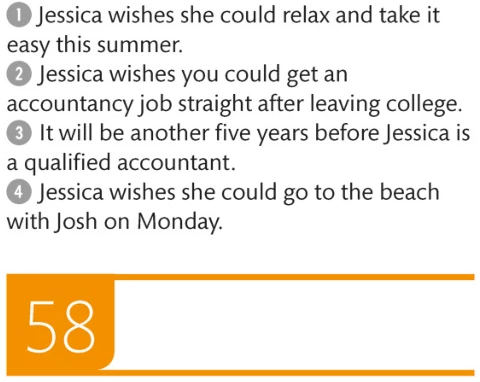 1 Jessica wishes she could relax and take it
easy this summer.
2 Jessica wishes you could get an
accountancy job straight after leaving college.
3 It will be another five years before Jessica is
a qualified accountant.
4 Jessica wishes she could go to the beach
with Josh on Monday.
58